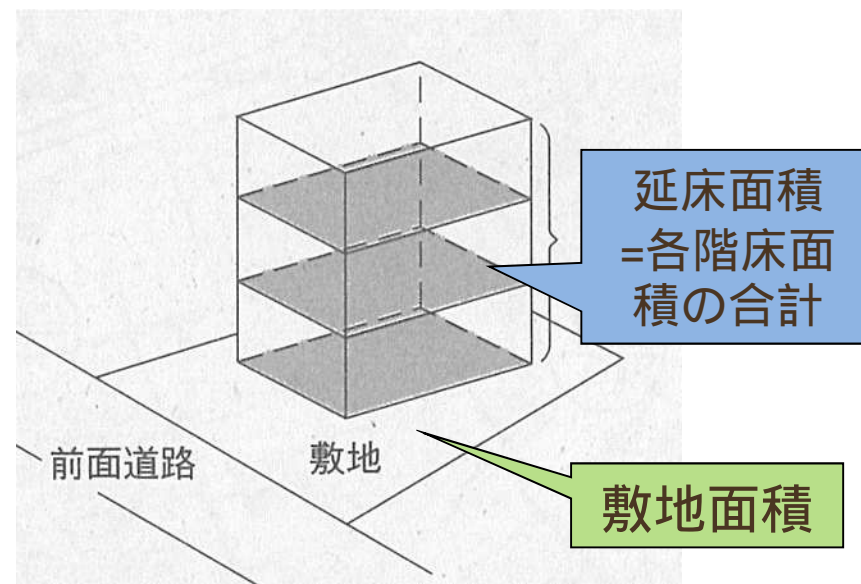 延床面積
=各階床面
積の合計
前面道路
敷地
敷地面積